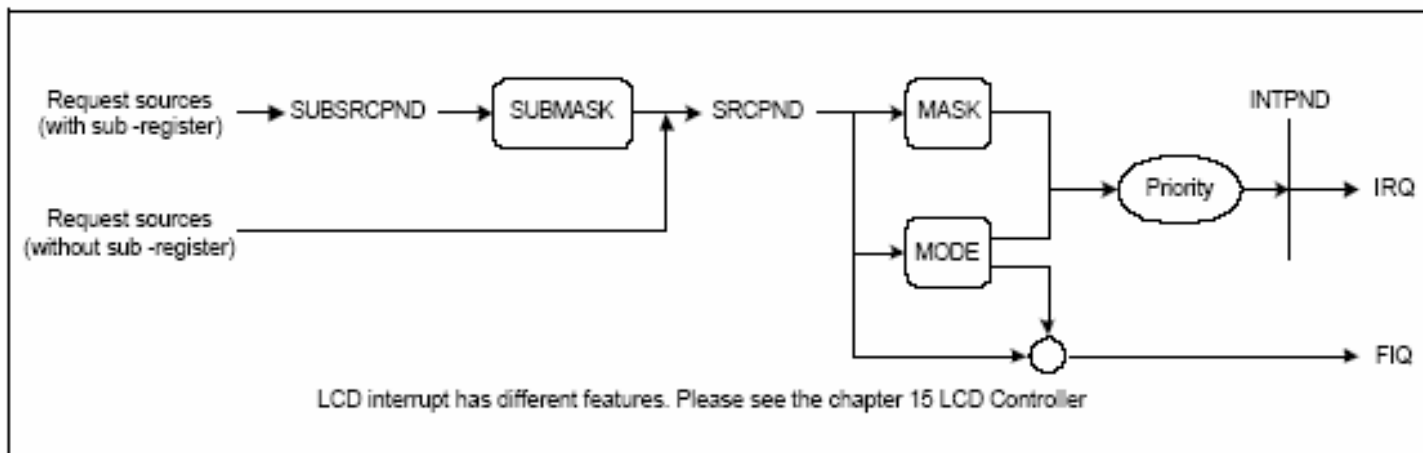 Request sources
(with sub -register)
SUBSRCPND
SUBMASK
SRCPND
MASK
INTPND
Priority
IRQ
Request sources
(without sub -register)
MODE
FIQ
LCD interrupt has different features. Please see the chapter 15 LCD Controller